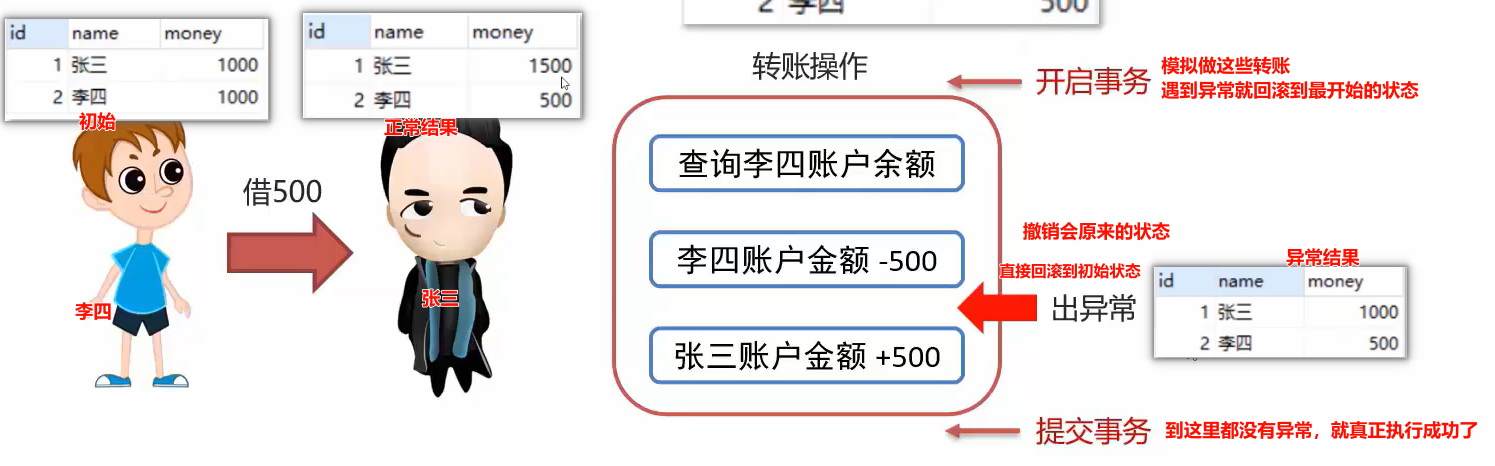 id name money
1 张三 1000
2 李四 1000
初始
id name money
1 张三 1500
2 李四 500
正常结果
借500
李四
张三
2 李四 500
转账操作
查询李四账户余额
李四账户金额 -500
张三账户金额 +500
开启事务
模拟做这些转账
遇到异常就回滚到最开始的状态
撤销会原来的状态
直接回滚到初始状态
出异常
异常结果
id name money
1 张三 1000
2 李四 500
提交事务
到这里都没有异常，就真正执行成功了